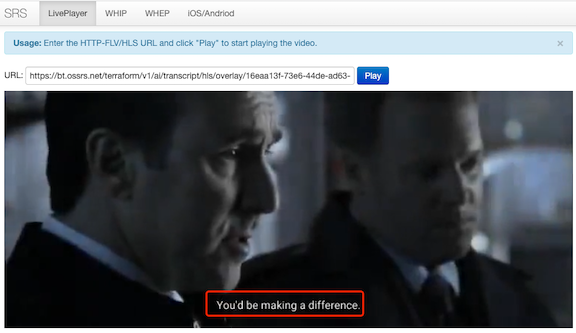 SRS LivePlayer WHIP WHEP iOS/Andriod
Usage: Enter the HTTP-FLV/HLS URL and click "Play" to start playing the video. ×
URL: https://bt.ossrs.net/terraform/v1/ai/transcript/hls/overlay/16eaa13f-73e6-44de-ad63- Play
You'd be making a difference.